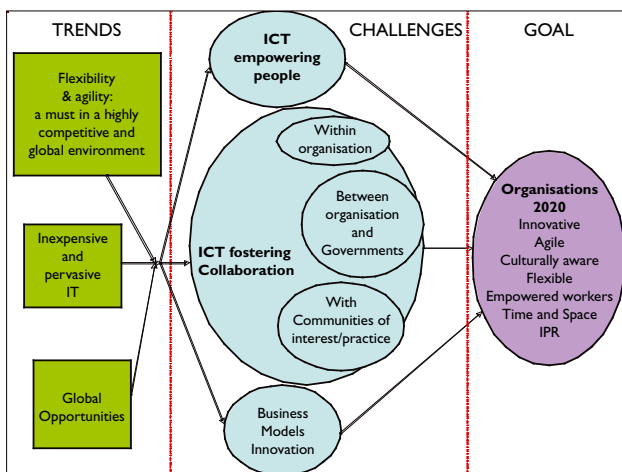 TRENDS
CHALLENGES
GOAL
Flexibility
& agility:
a must in a highly
competitive and
global environment
Inexpensive
and
pervasive
IT
Global
Opportunities
ICT
empowering
people
ICT fostering
Collaboration
Within
organisation
Between
organisation
and
Governments
With
Communities of
interest/practice
Business
Models
Innovation
Organisations
2020
Innovative
Agile
Culturally aware
Flexible
Empowered workers
Time and Space
IPR